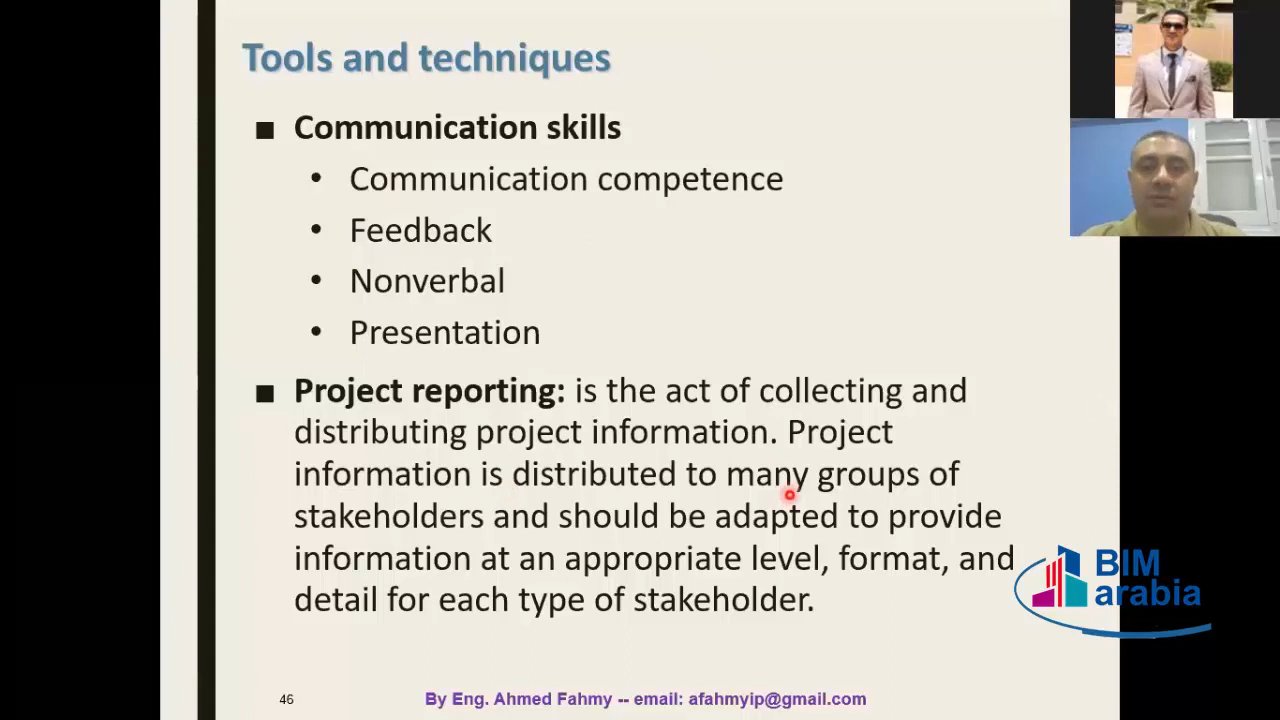 Tools and techniques
■ Communication skills
• Communication competence
• Feedback
• Nonverbal
• Presentation
■ Project reporting: is the act of collecting and
distributing project information. Project
information is distributed to many groups of
stakeholders and should be adapted to provide
information at an appropriate level, format, and
detail for each type of stakeholder.
BIM
arabia
46
By Eng. Ahmed Fahmy -- email: afahmyip@gmail.com